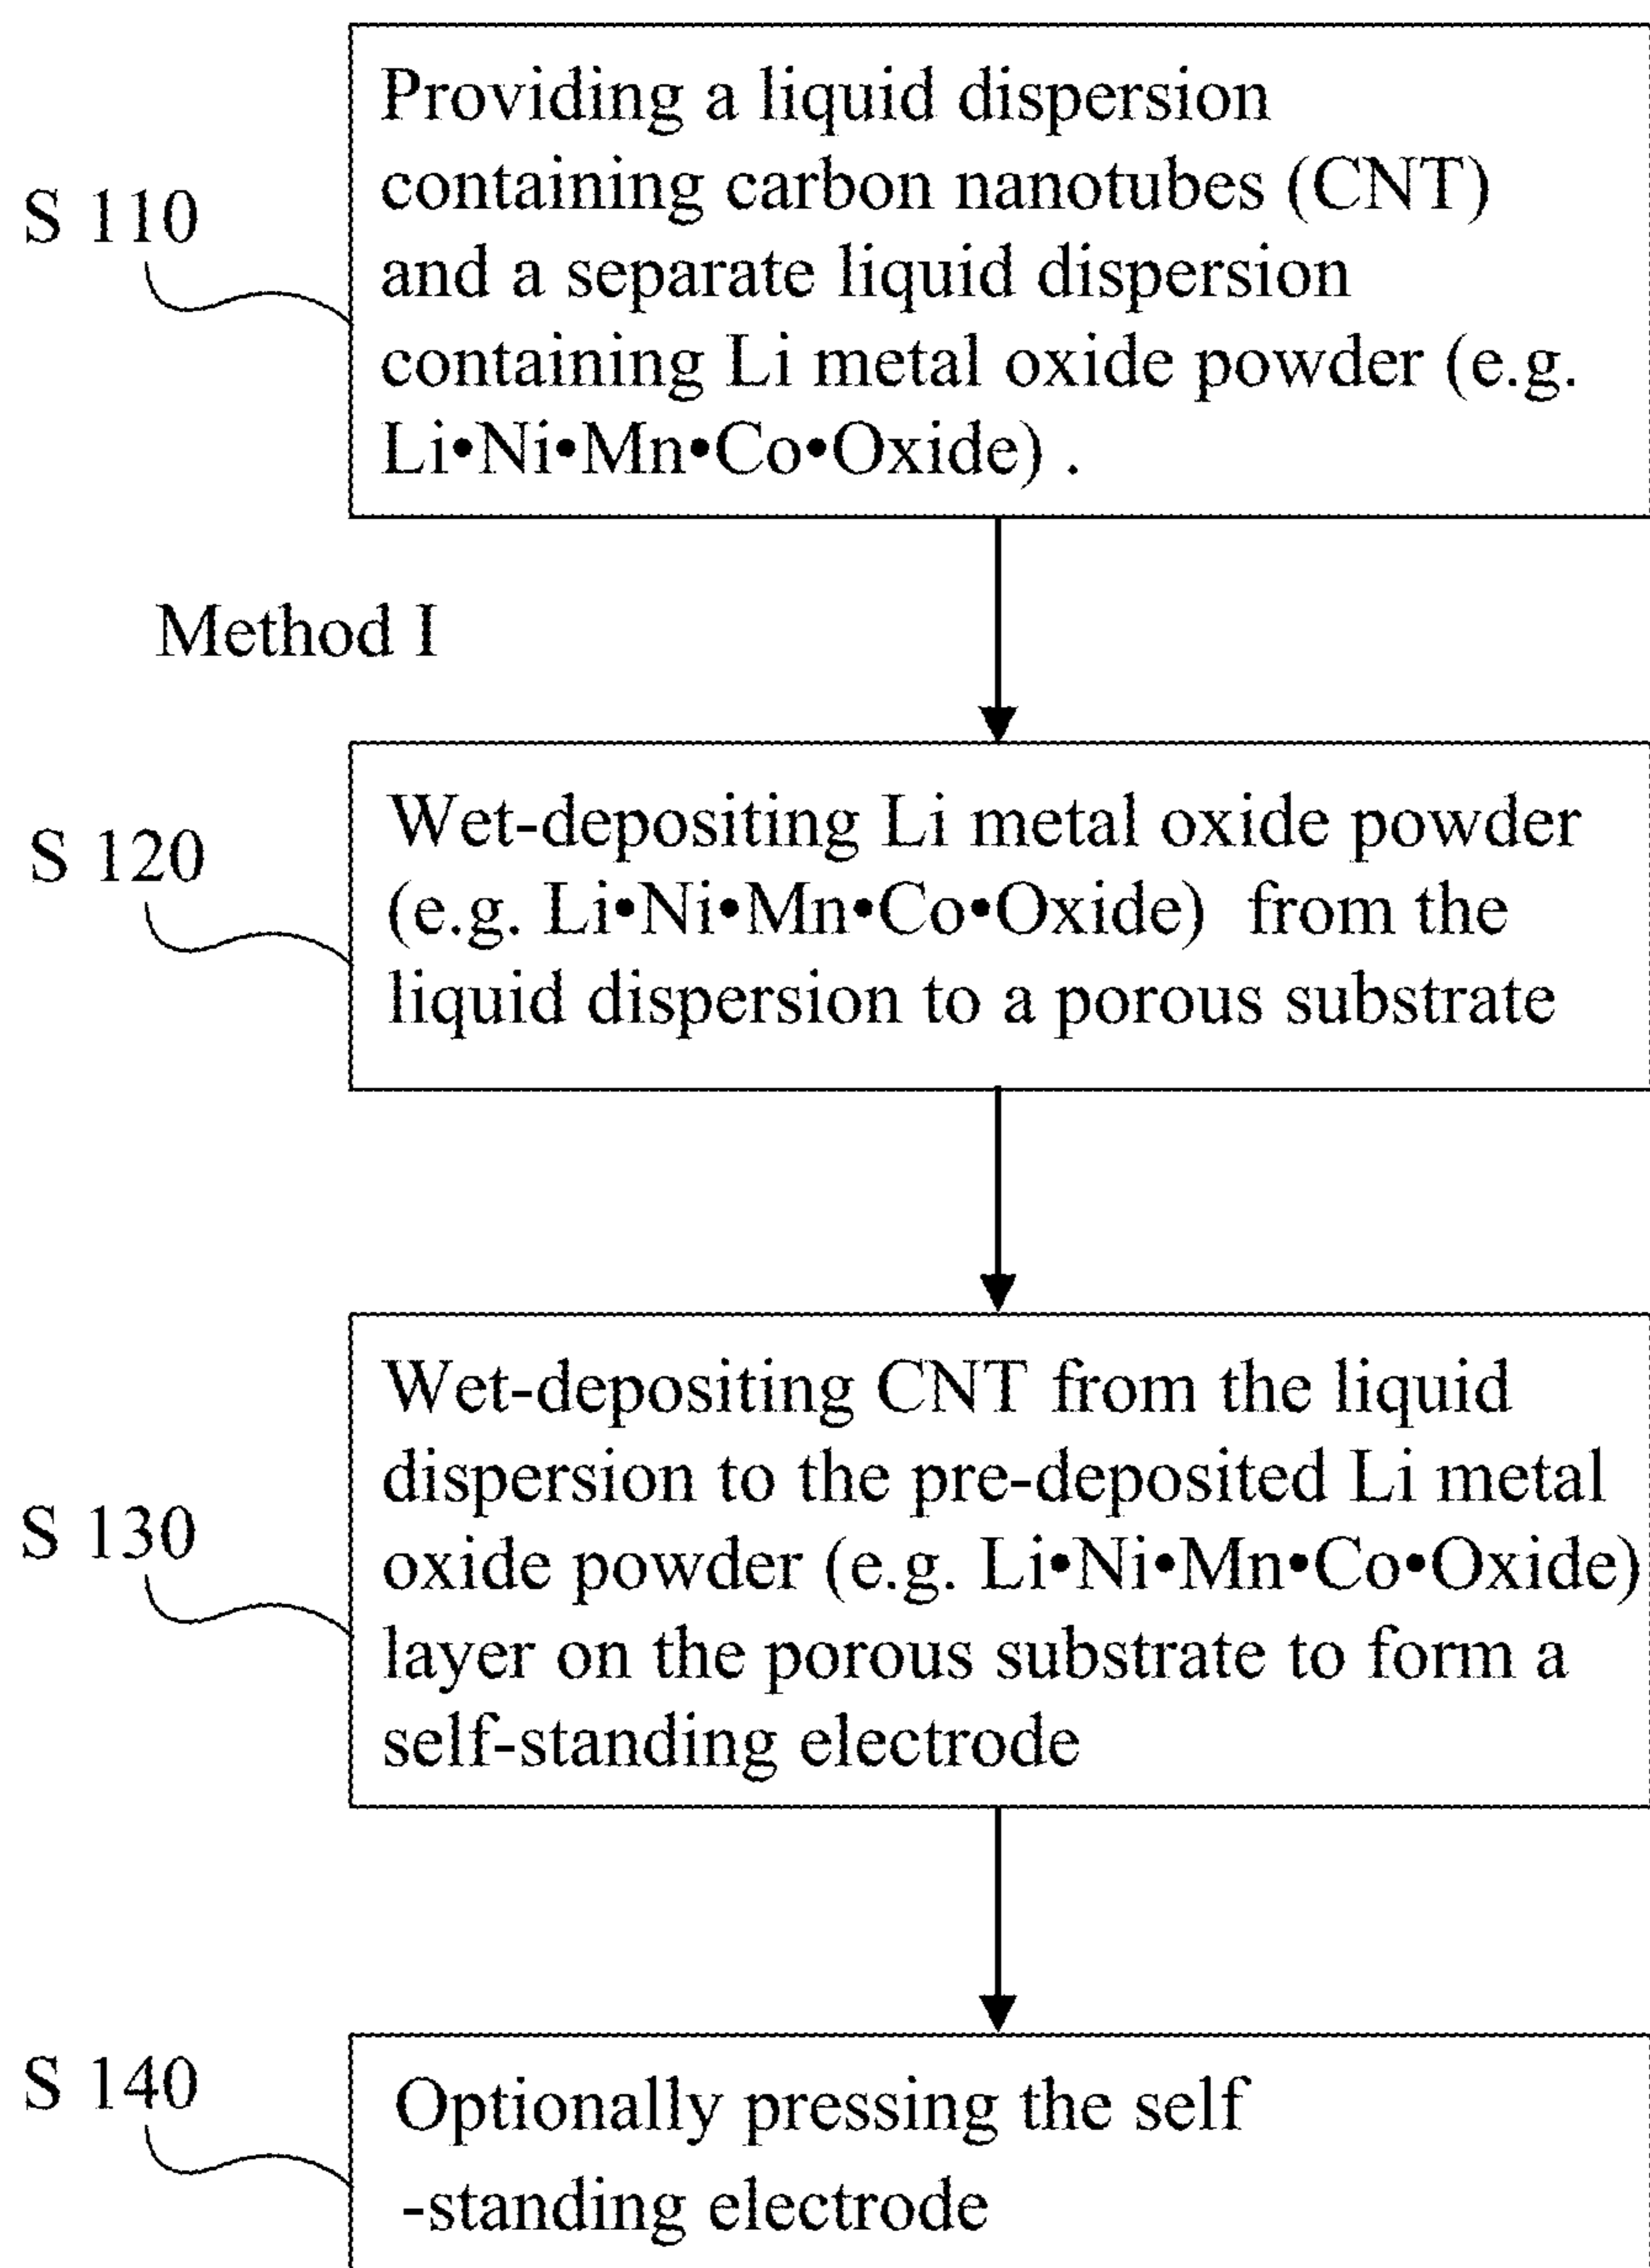 Providing a liquid dispersion
containing carbon nanotubes (CNT)
S 110
and a separate liquid dispersion
containing Li metal oxide powder (e.g.
Li•Ni•Mn•Co•Oxide) .
Method I
Wet-depositing Li metal oxide powder
S 120
(e.g. Li•Ni•Mn•Co•Oxide) from the
liquid dispersion to a porous substrate
Wet-depositing CNT from the liquid
dispersion to the pre-deposited Li metal
S 130
oxide powder (e.g. Li•Ni•Mn•Co•Oxide)
layer on the porous substrate to form a
self-standing electrode
S 140
Optionally pressing the self
-standing electrode